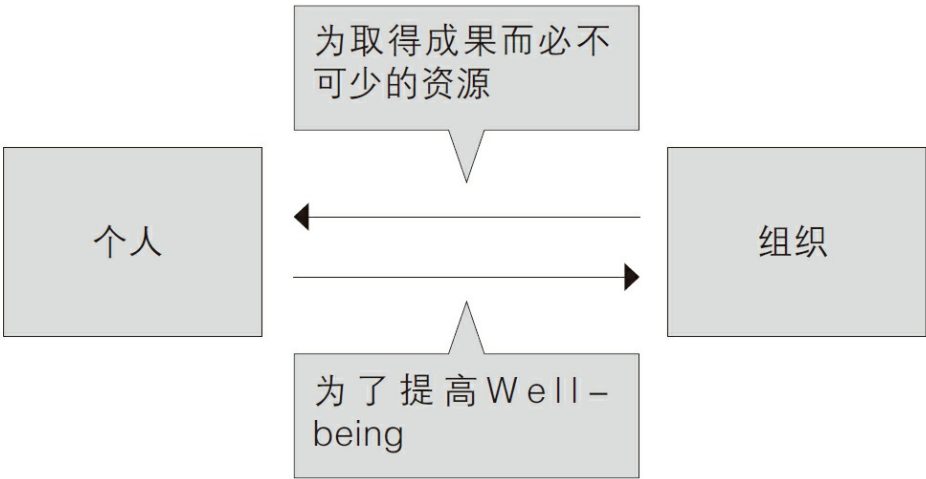 为取得成果而必不
可少的资源
个人
组织
为了提高Well-
being